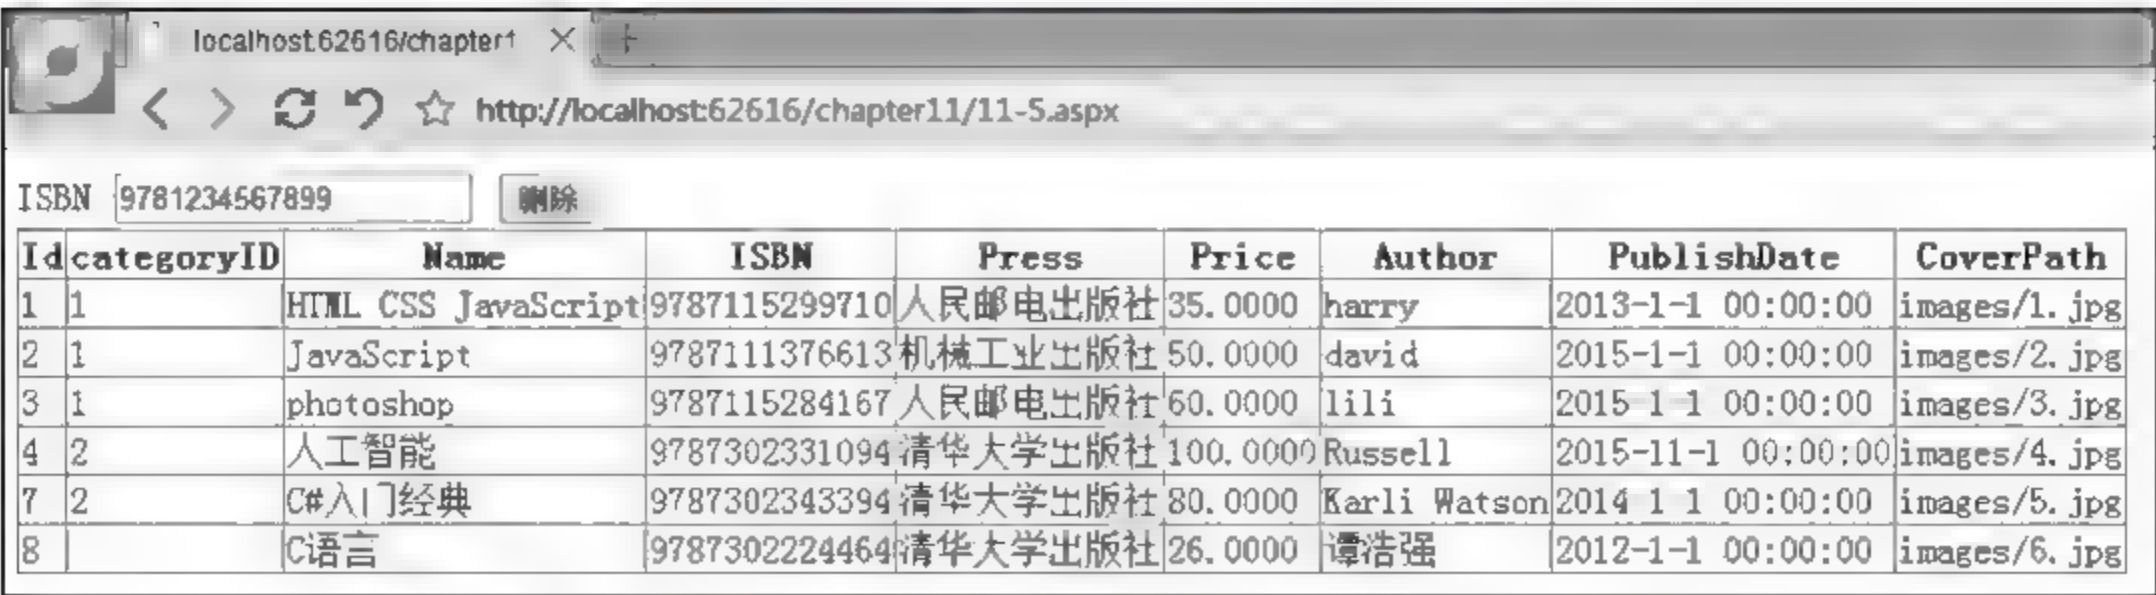 localhost:62616/chapter1
http://localhost:62616/chapter11/11-5.aspx
ISBN 9781234567899 删除
Id categoryID Name ISBN Press Price Author PublishDate CoverPath
1 1 HTML CSS JavaScript 9787115299710 人民邮电出版社 35.0000 harry 2013-1-1 00:00:00 images/1.jpg
2 1 JavaScript 9787111376613 机械工业出版社 50.0000 david 2015-1-1 00:00:00 images/2.jpg
3 1 photoshop 9787115284167 人民邮电出版社 60.0000 lili 2015-1-1 00:00:00 images/3.jpg
4 2 人工智能 9787302331094 清华大学出版社 100.0000 Russell 2015-11-1 00:00:00 images/4.jpg
7 2 C#入门经典 9787302343394 清华大学出版社 80.0000 Karli Watson 2014-1-1 00:00:00 images/5.jpg
8 C语言 9787302224464 清华大学出版社 26.0000 谭浩强 2012-1-1 00:00:00 images/6.jpg